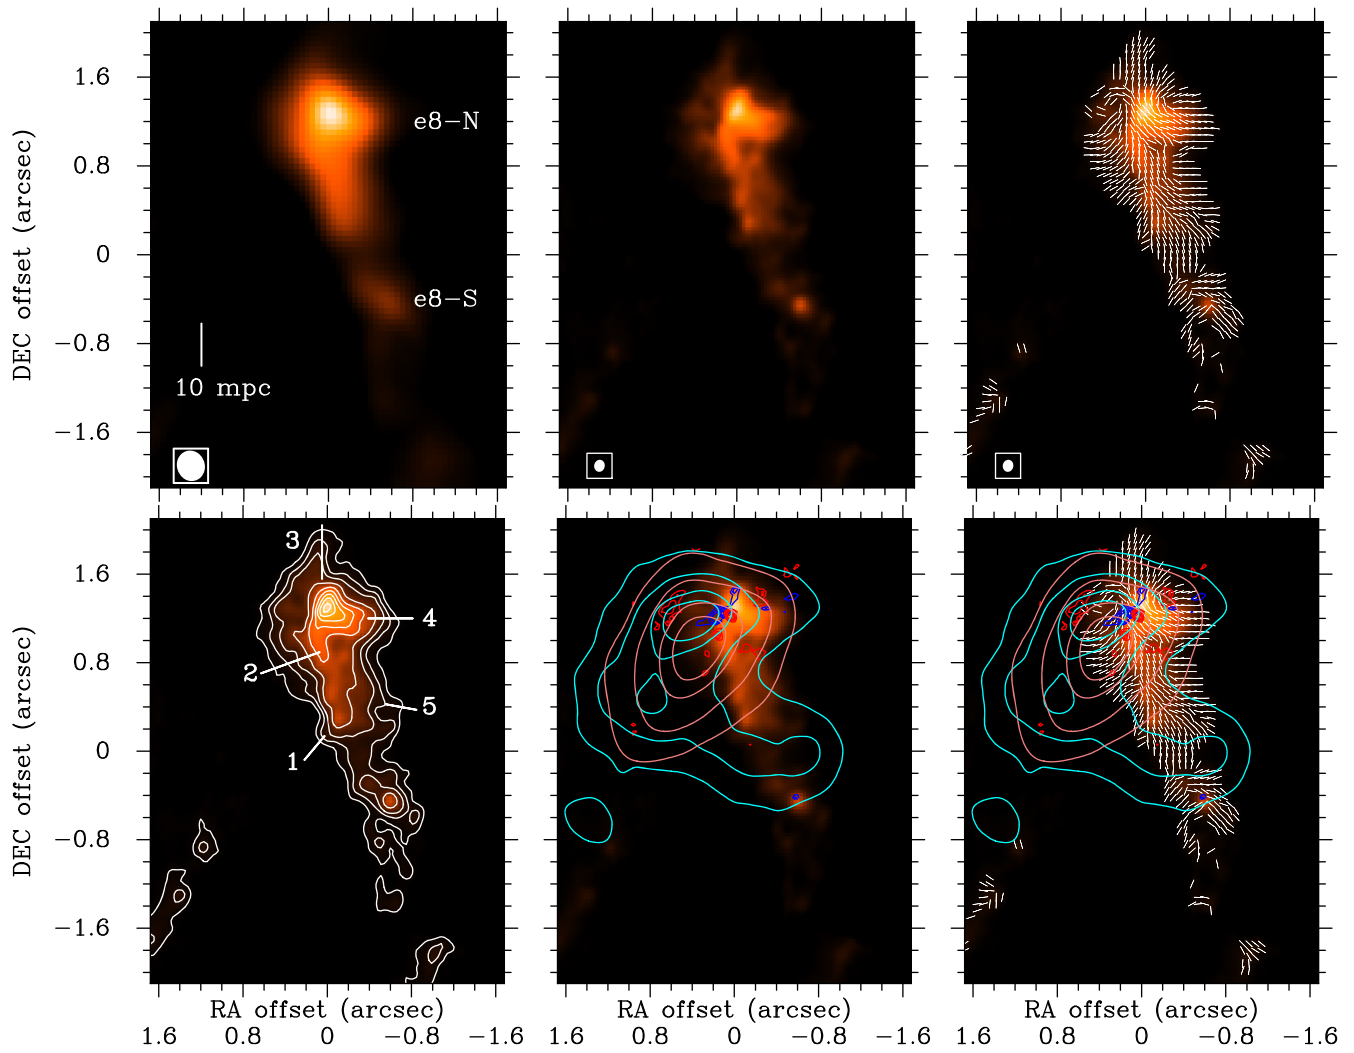 1.6
e8−N
0.8
DEC offset (arcsec)
0
e8−S
−0.8
10 mpc
−1.6
3
1.6
4
2
0.8
5
DEC offset (arcsec)
0
1
−0.8
−1.6
RA offset (arcsec) RA offset (arcsec) RA offset (arcsec)
1.6 0.8 0 −0.8 −1.6 1.6 0.8 0 −0.8 −1.6 1.6 0.8 0 −0.8 −1.6